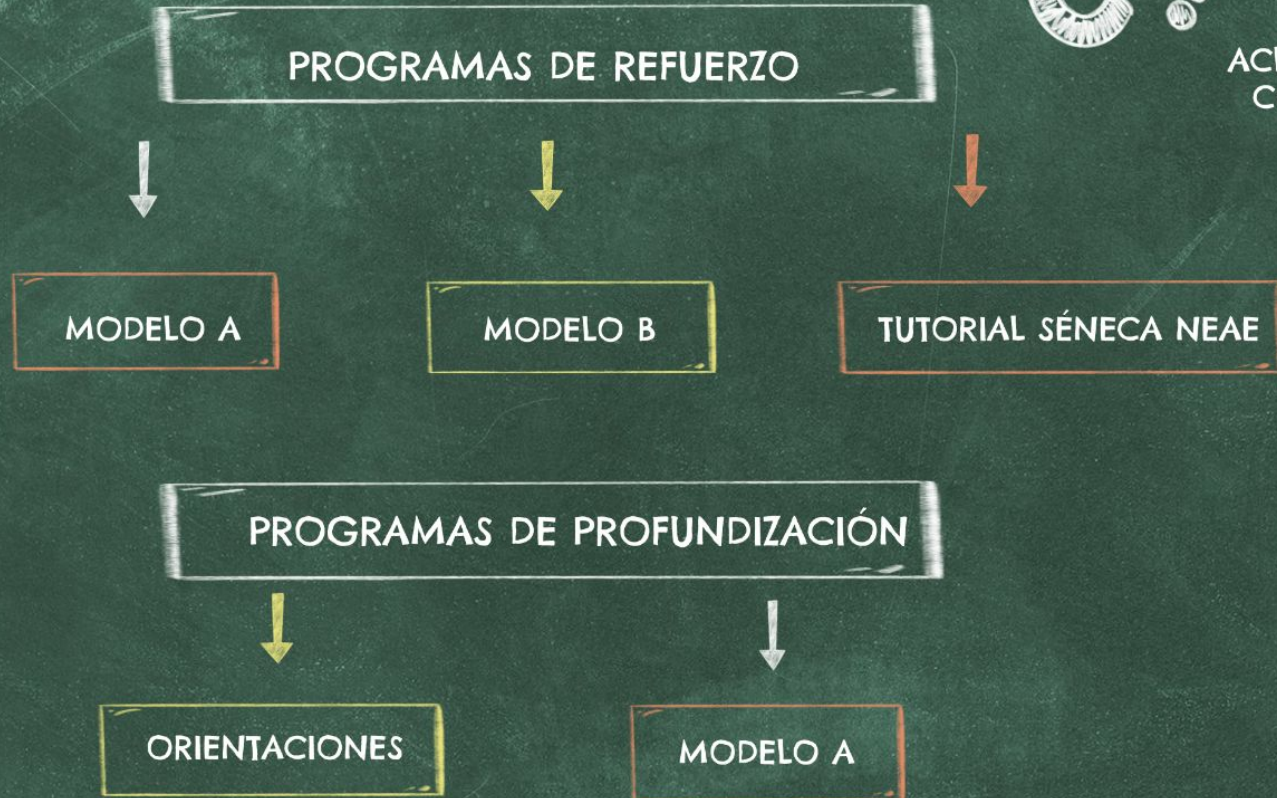 PROGRAMAS DE REFUERZO
MODELO A
MODELO B
TUTORIAL SÉNECA NEAE
PROGRAMAS DE PROFUNDIZACIÓN
ORIENTACIONES
MODELO A